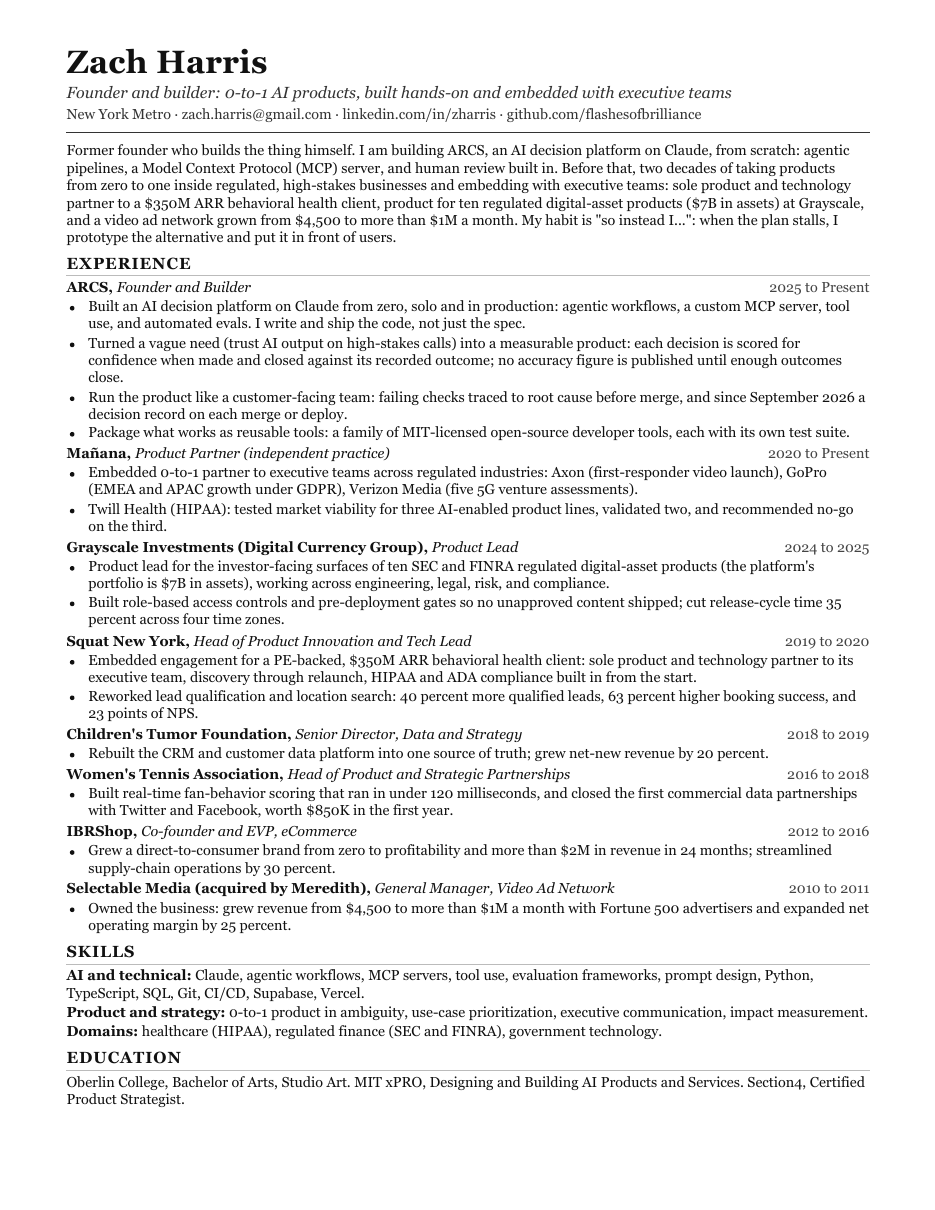 Zach Harris
Founder and builder: 0-to-1 AI products, built hands-on and embedded with executive teams
New York Metro · zach.harris@gmail.com · linkedin.com/in/zharris · github.com/flashesofbrilliance
Former founder who builds the thing himself. I am building ARCS, an AI decision platform on Claude, from scratch: agentic
pipelines, a Model Context Protocol (MCP) server, and human review built in. Before that, two decades of taking products
from zero to one inside regulated, high-stakes businesses and embedding with executive teams: sole product and technology
partner to a $350M ARR behavioral health client, product for ten regulated digital-asset products ($7B in assets) at Grayscale,
and a video ad network grown from $4,500 to more than $1M a month. My habit is "so instead I...": when the plan stalls, I
prototype the alternative and put it in front of users.
EXPERIENCE
ARCS, Founder and Builder 2025 to Present
• Built an AI decision platform on Claude from zero, solo and in production: agentic workflows, a custom MCP server, tool
use, and automated evals. I write and ship the code, not just the spec.
• Turned a vague need (trust AI output on high-stakes calls) into a measurable product: each decision is scored for
confidence when made and closed against its recorded outcome; no accuracy figure is published until enough outcomes
close.
• Run the product like a customer-facing team: failing checks traced to root cause before merge, and since September 2026 a
decision record on each merge or deploy.
• Package what works as reusable tools: a family of MIT-licensed open-source developer tools, each with its own test suite.
Mañana, Product Partner (independent practice) 2020 to Present
• Embedded 0-to-1 partner to executive teams across regulated industries: Axon (first-responder video launch), GoPro
(EMEA and APAC growth under GDPR), Verizon Media (five 5G venture assessments).
• Twill Health (HIPAA): tested market viability for three AI-enabled product lines, validated two, and recommended no-go
on the third.
Grayscale Investments (Digital Currency Group), Product Lead 2024 to 2025
• Product lead for the investor-facing surfaces of ten SEC and FINRA regulated digital-asset products (the platform's
portfolio is $7B in assets), working across engineering, legal, risk, and compliance.
• Built role-based access controls and pre-deployment gates so no unapproved content shipped; cut release-cycle time 35
percent across four time zones.
Squat New York, Head of Product Innovation and Tech Lead 2019 to 2020
• Embedded engagement for a PE-backed, $350M ARR behavioral health client: sole product and technology partner to its
executive team, discovery through relaunch, HIPAA and ADA compliance built in from the start.
• Reworked lead qualification and location search: 40 percent more qualified leads, 63 percent higher booking success, and
23 points of NPS.
Children's Tumor Foundation, Senior Director, Data and Strategy 2018 to 2019
• Rebuilt the CRM and customer data platform into one source of truth; grew net-new revenue by 20 percent.
Women's Tennis Association, Head of Product and Strategic Partnerships 2016 to 2018
• Built real-time fan-behavior scoring that ran in under 120 milliseconds, and closed the first commercial data partnerships
with Twitter and Facebook, worth $850K in the first year.
IBRShop, Co-founder and EVP, eCommerce 2012 to 2016
• Grew a direct-to-consumer brand from zero to profitability and more than $2M in revenue in 24 months; streamlined
supply-chain operations by 30 percent.
Selectable Media (acquired by Meredith), General Manager, Video Ad Network 2010 to 2011
• Owned the business: grew revenue from $4,500 to more than $1M a month with Fortune 500 advertisers and expanded net
operating margin by 25 percent.
SKILLS
AI and technical: Claude, agentic workflows, MCP servers, tool use, evaluation frameworks, prompt design, Python,
TypeScript, SQL, Git, CI/CD, Supabase, Vercel.
Product and strategy: 0-to-1 product in ambiguity, use-case prioritization, executive communication, impact measurement.
Domains: healthcare (HIPAA), regulated finance (SEC and FINRA), government technology.
EDUCATION
Oberlin College, Bachelor of Arts, Studio Art. MIT xPRO, Designing and Building AI Products and Services. Section4, Certified
Product Strategist.